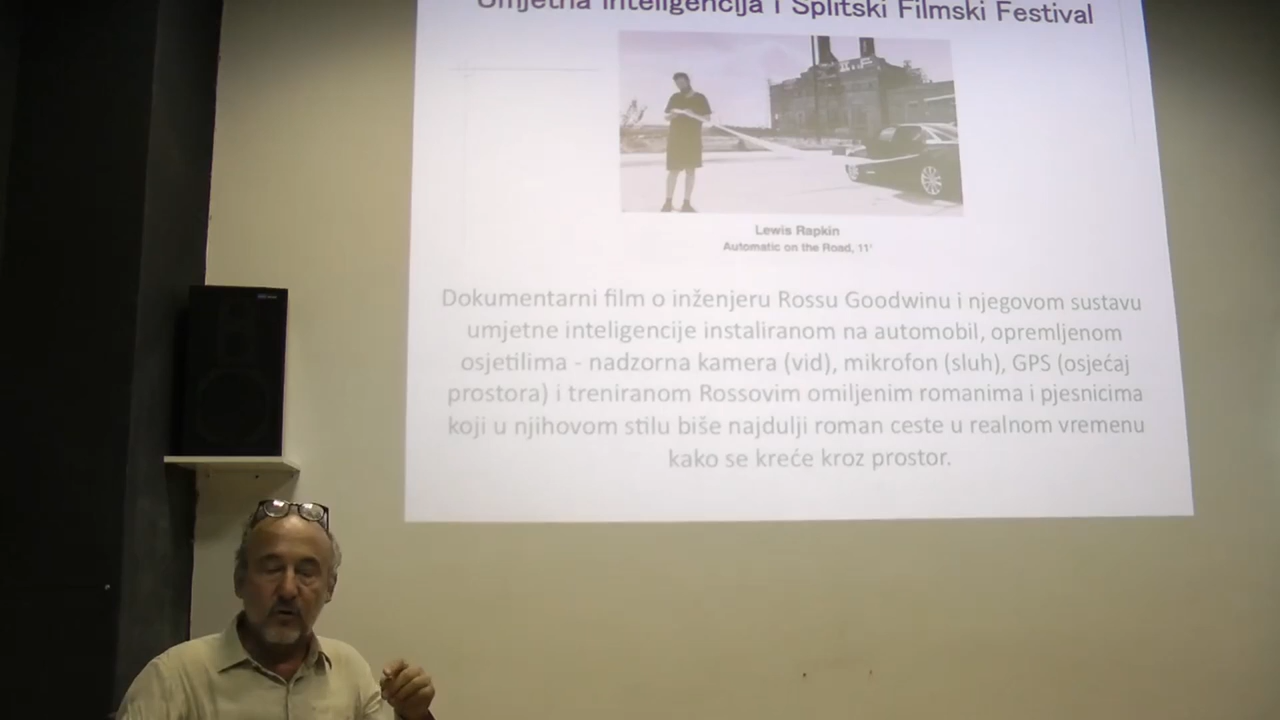 Umjetna inteligencija i Splitski Filmski Festival
Lewis Rapkin
Automatic on the Road, 11'
Dokumentarni film o inženjeru Rossu Goodwinu i njegovom sustavu
umjetne inteligencije instaliranom na automobil, opremljenom
osjetilima - nadzorna kamera (vid), mikrofon (sluh), GPS (osjećaj
prostora) i treniranom Rossovim omiljenim romanima i pjesnicima
koji u njihovom stilu biše najdulji roman ceste u realnom vremenu
kako se kreće kroz prostor.